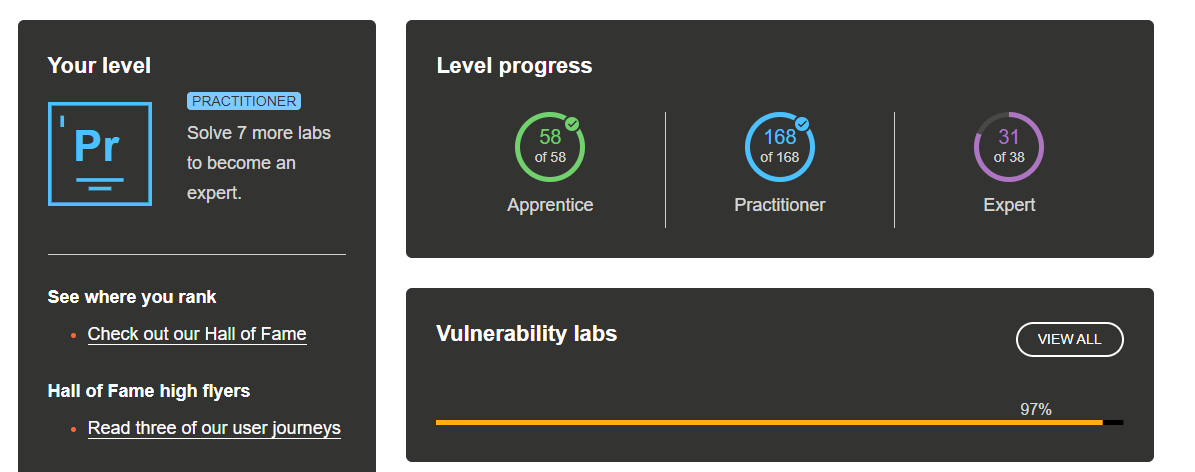 Your level
Pr
PRACTITIONER
Solve 7 more labs
to become an
expert.
See where you rank
Check out our Hall of Fame
Hall of Fame high flyers
Read three of our user journeys
Level progress
58
of 58
Apprentice
168
of 168
Practitioner
31
of 38
Expert
Vulnerability labs
VIEW ALL
97%